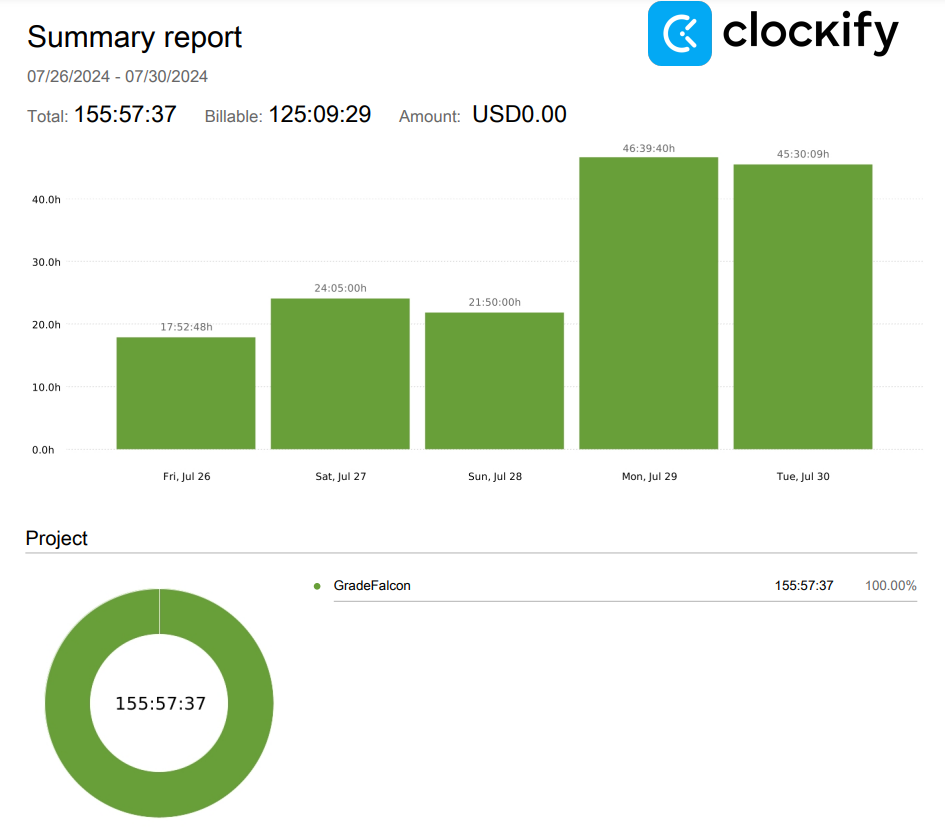 Summary report
clockify
07/26/2024 - 07/30/2024
Total: 155:57:37 Billable: 125:09:29 Amount: USD0.00
46:39:40h
45:30:09h
40.0h
30.0h
24:05:00h
21:50:00h
20.0h
17:52:48h
10.0h
0.0h
Fri, Jul 26 Sat, Jul 27 Sun, Jul 28 Mon, Jul 29 Tue, Jul 30
Project
GradeFalcon 155:57:37 100.00%
155:57:37